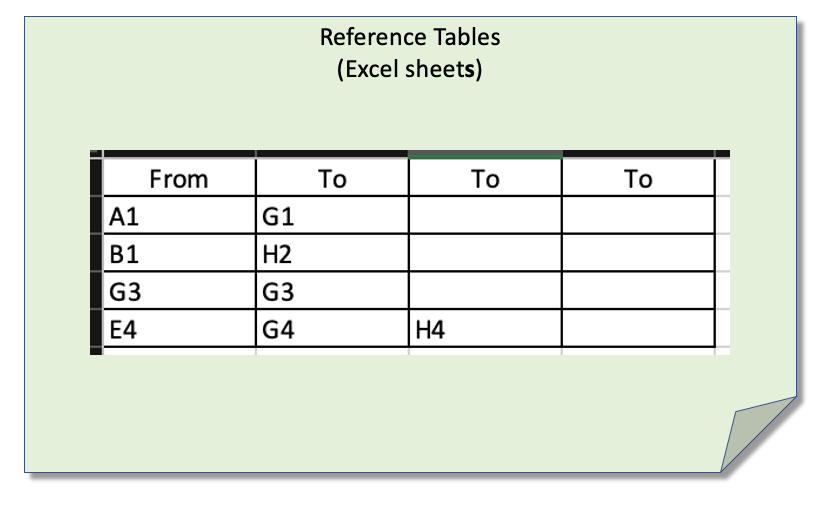 Reference Tables
(Excel sheets)
From To To To
A1 G1
B1 H2
G3 G3
E4 G4 H4